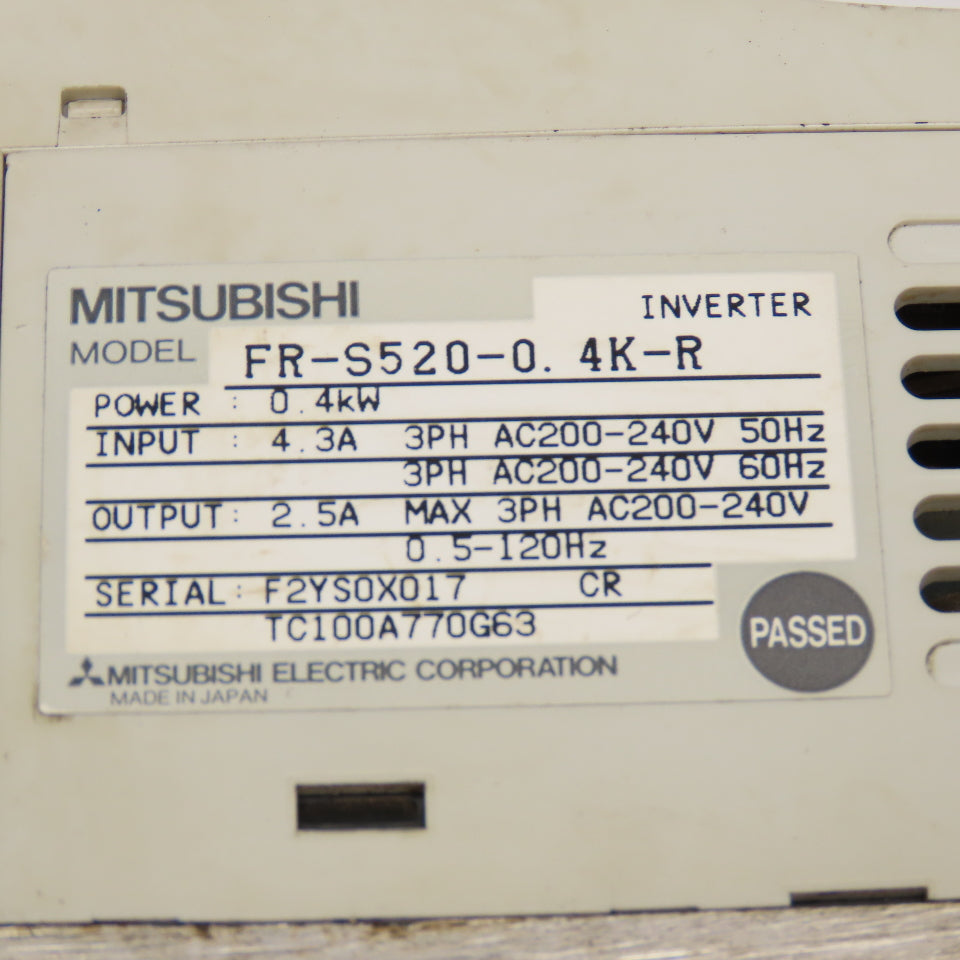 MITSUBISHI INVERTER
MODEL FR-S520-0.4K-R
POWER : 0.4kW
INPUT : 4.3A 3PH AC200-240V 50Hz
3PH AC200-240V 60Hz
OUTPUT: 2.5A MAX 3PH AC200-240V
0.5-120Hz
SERIAL: F2YS0X017 CR
TC100A770G63
PASSED
MITSUBISHI ELECTRIC CORPORATION
MADE IN JAPAN